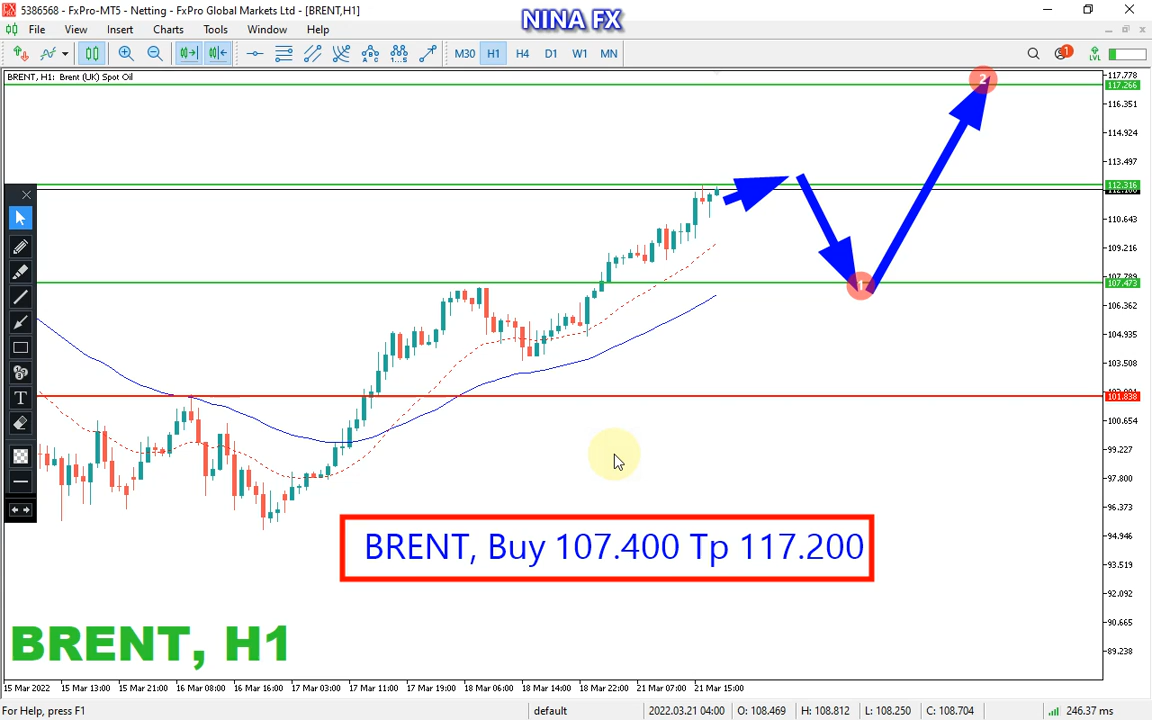 5386568 - FxPro-MT5 - Netting - FxPro Global Markets Ltd - [BRENT,H1]
NINA FX
File View Insert Charts Tools Window Help
M30 H1 H4 D1 W1 MN
1
LVL
BRENT, H1: Brent (UK) Spot Oil
117.778
117.266
116.351
114.924
113.497
112.316
110.643
109.216
107.789
107.473
106.362
104.935
103.508
101.838
100.654
99.227
97.800
96.373
94.946
93.519
92.092
90.665
89.238
2
1
T
BRENT, Buy 107.400 Tp 117.200
BRENT, H1
15 Mar 2022 15 Mar 13:00 15 Mar 21:00 16 Mar 08:00 16 Mar 16:00 17 Mar 03:00 17 Mar 11:00 17 Mar 19:00 18 Mar 06:00 18 Mar 14:00 18 Mar 22:00 21 Mar 07:00 21 Mar 15:00
For Help, press F1 default 2022.03.21 04:00 O: 108.469 H: 108.812 L: 108.250 C: 108.704 246.37 ms